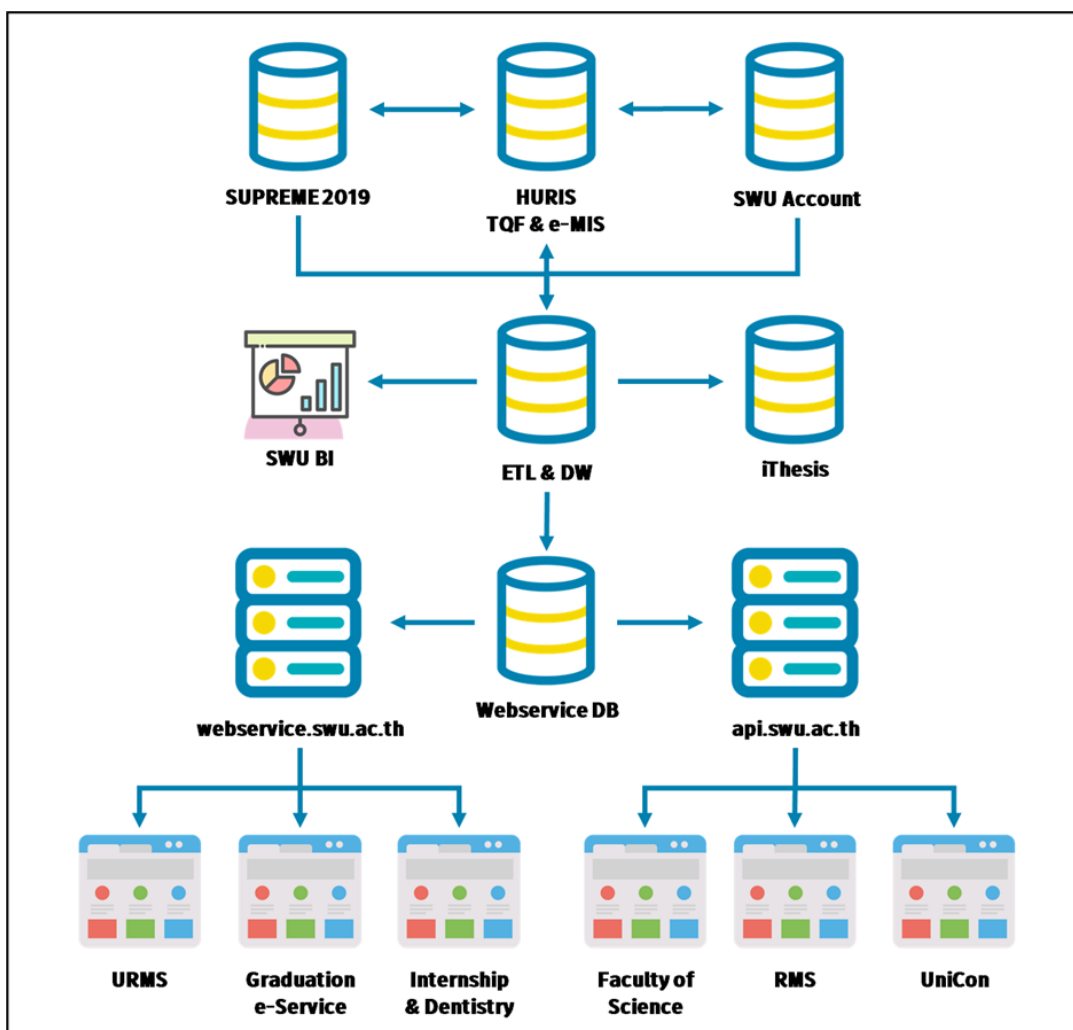 SUPREME 2019
HURIS
TQF & e-MIS
SWU Account
SWU BI
ETL & DW
iThesis
Webservice DB
webservice.swu.ac.th
api.swu.ac.th
URMS
Graduation
e-Service
Internship
& Dentistry
Faculty of
Science
RMS
UniCon